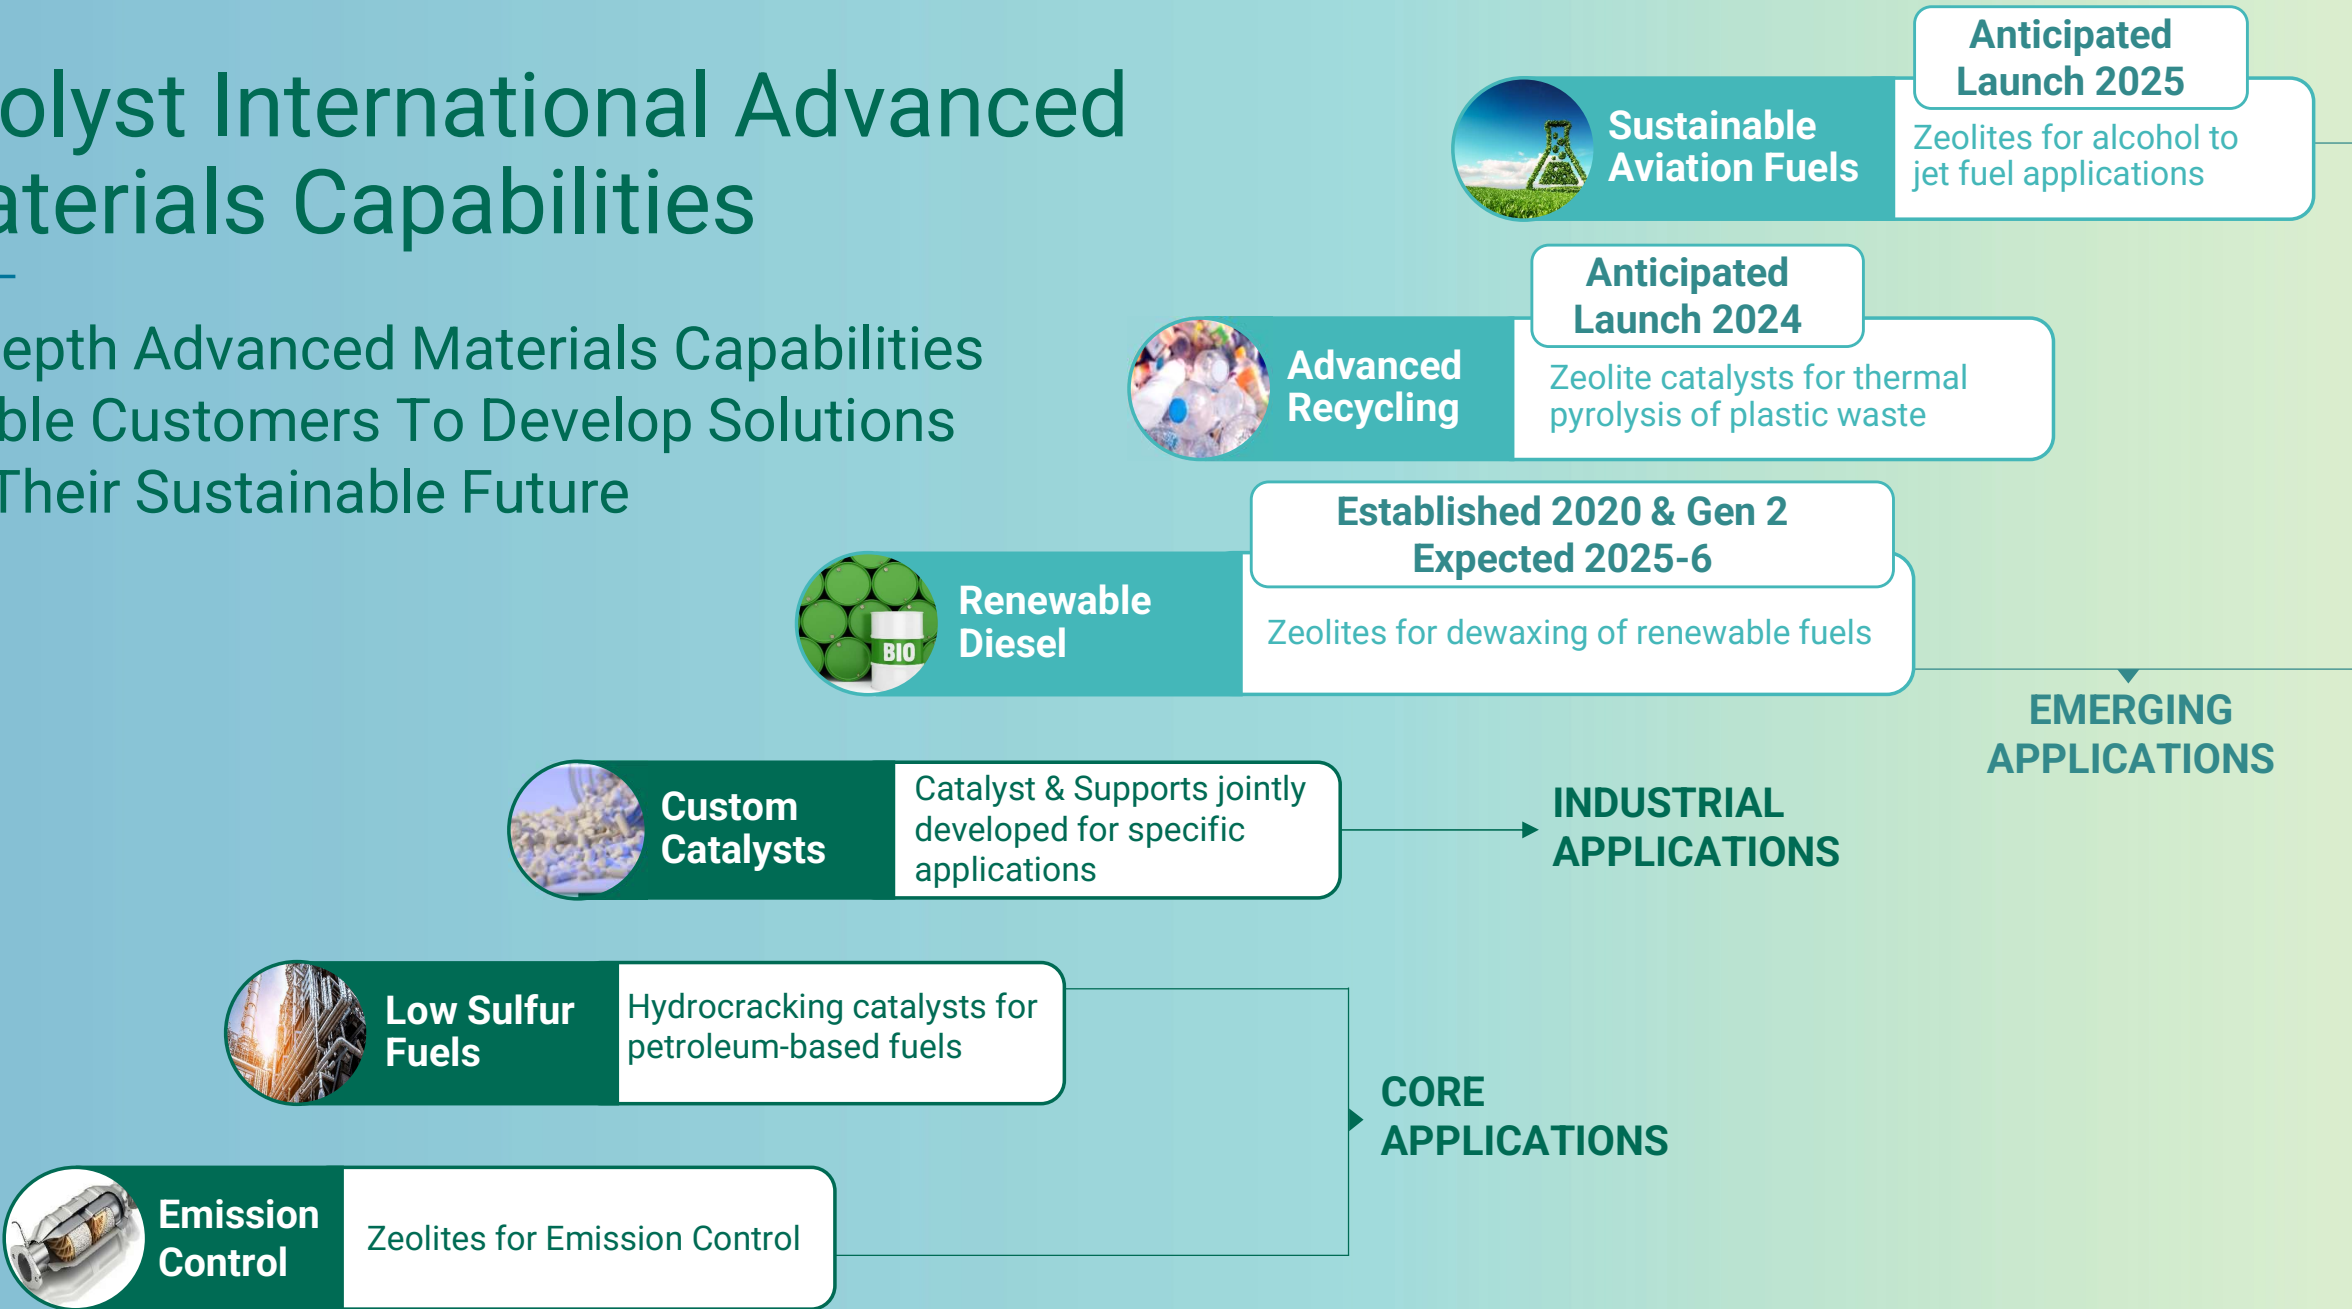 olyst International Advanced
aterials Capabilities
epth Advanced Materials Capabilities
ble Customers To Develop Solutions
Their Sustainable Future
Anticipated
Launch 2025
Sustainable
Aviation Fuels
Zeolites for alcohol to
jet fuel applications
Anticipated
Launch 2024
Advanced
Recycling
Zeolite catalysts for thermal
pyrolysis of plastic waste
Established 2020 & Gen 2
Expected 2025-6
Renewable
Diesel
BIO
Zeolites for dewaxing of renewable fuels
EMERGING
APPLICATIONS
Custom
Catalysts
Catalyst & Supports jointly
developed for specific
applications
INDUSTRIAL
APPLICATIONS
Low Sulfur
Fuels
Hydrocracking catalysts for
petroleum-based fuels
CORE
APPLICATIONS
Emission
Control
Zeolites for Emission Control